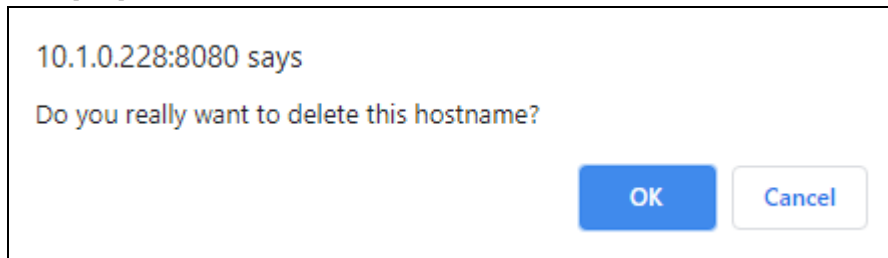 10.1.0.228:8080 says
Do you really want to delete this hostname?
OK Cancel